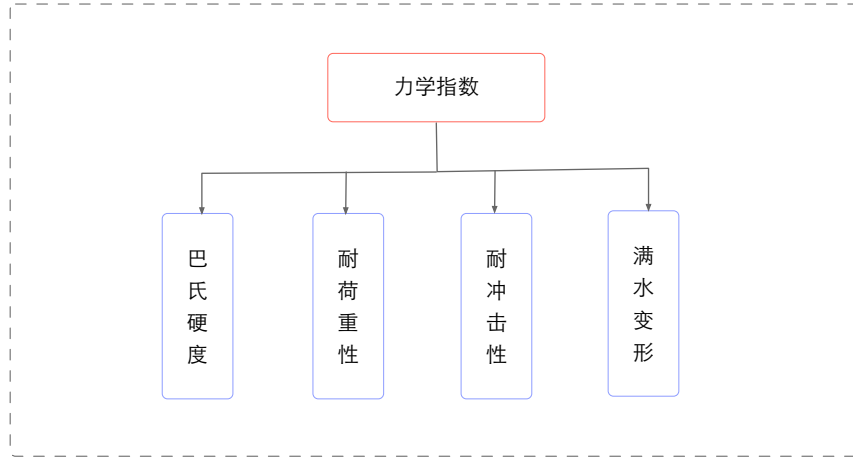 力学指数
巴氏硬度
耐荷重性
耐冲击性
满水变形